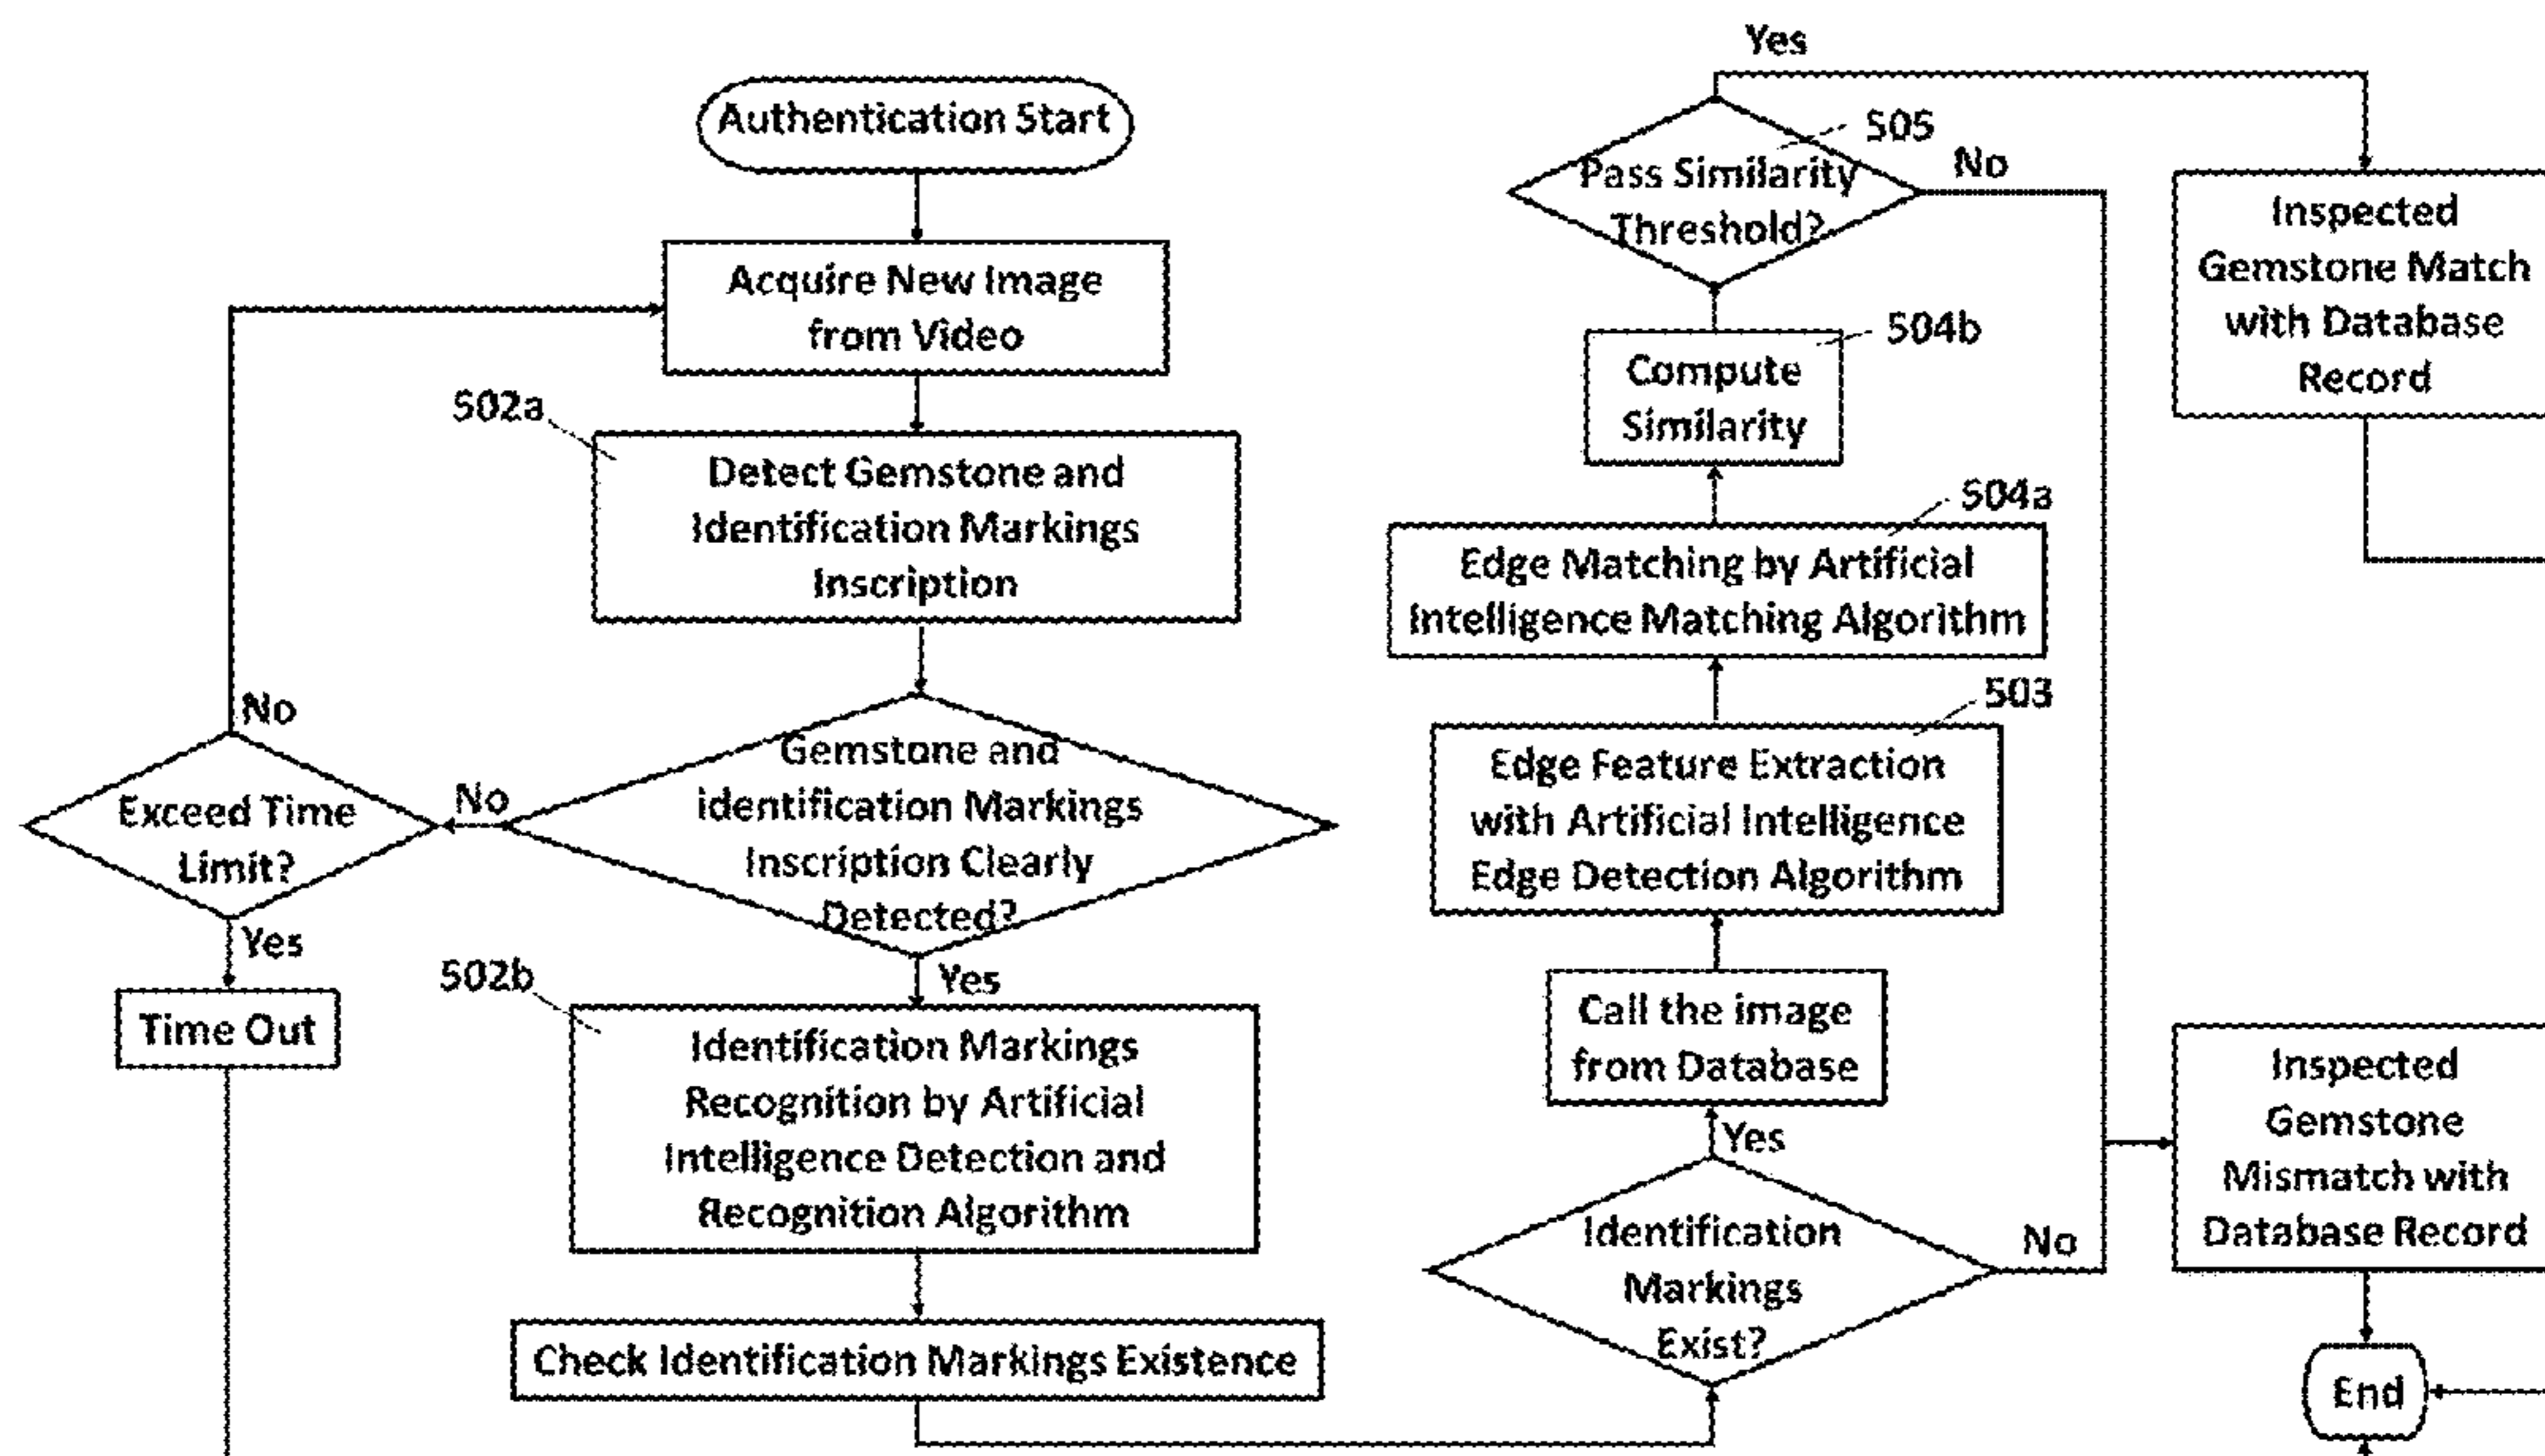 Authentication Start
Acquire New Image
from Video
502a
Detect Gemstone and
Identification Markings
Inscription
Gemstone and
identification Markings
Inscription Clearly
Detected?
No
Exceed Time
Limit?
No
Yes
Time Out
Yes
502b
Identification Markings
Recognition by Artificial
Intelligence Detection and
Recognition Algorithm
Check Identification Markings Existence
Identification
Markings
Exist?
No
Yes
Call the image
from Database
503
Edge Feature Extraction
with Artificial Intelligence
Edge Detection Algorithm
504a
Edge Matching by Artificial
Intelligence Matching Algorithm
504b
Compute
Similarity
505
Pass Similarity
Threshold?
No
Yes
Inspected
Gemstone Match
with Database
Record
Inspected
Gemstone
Mismatch with
Database Record
End